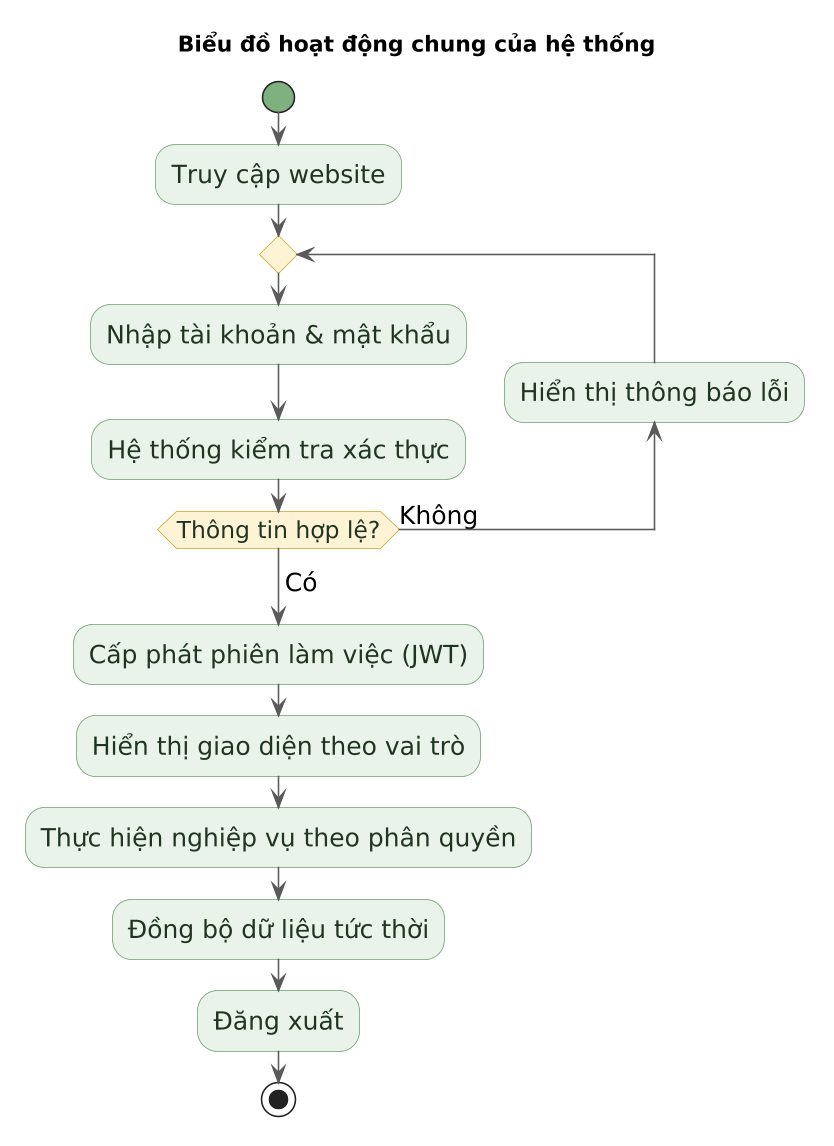 Biểu đồ hoạt động chung của hệ thống
Truy cập website
Nhập tài khoản & mật khẩu
Hiển thị thông báo lỗi
Hệ thống kiểm tra xác thực
Thông tin hợp lệ?
Không
Có
Cấp phát phiên làm việc (JWT)
Hiển thị giao diện theo vai trò
Thực hiện nghiệp vụ theo phân quyền
Đồng bộ dữ liệu tức thời
Đăng xuất